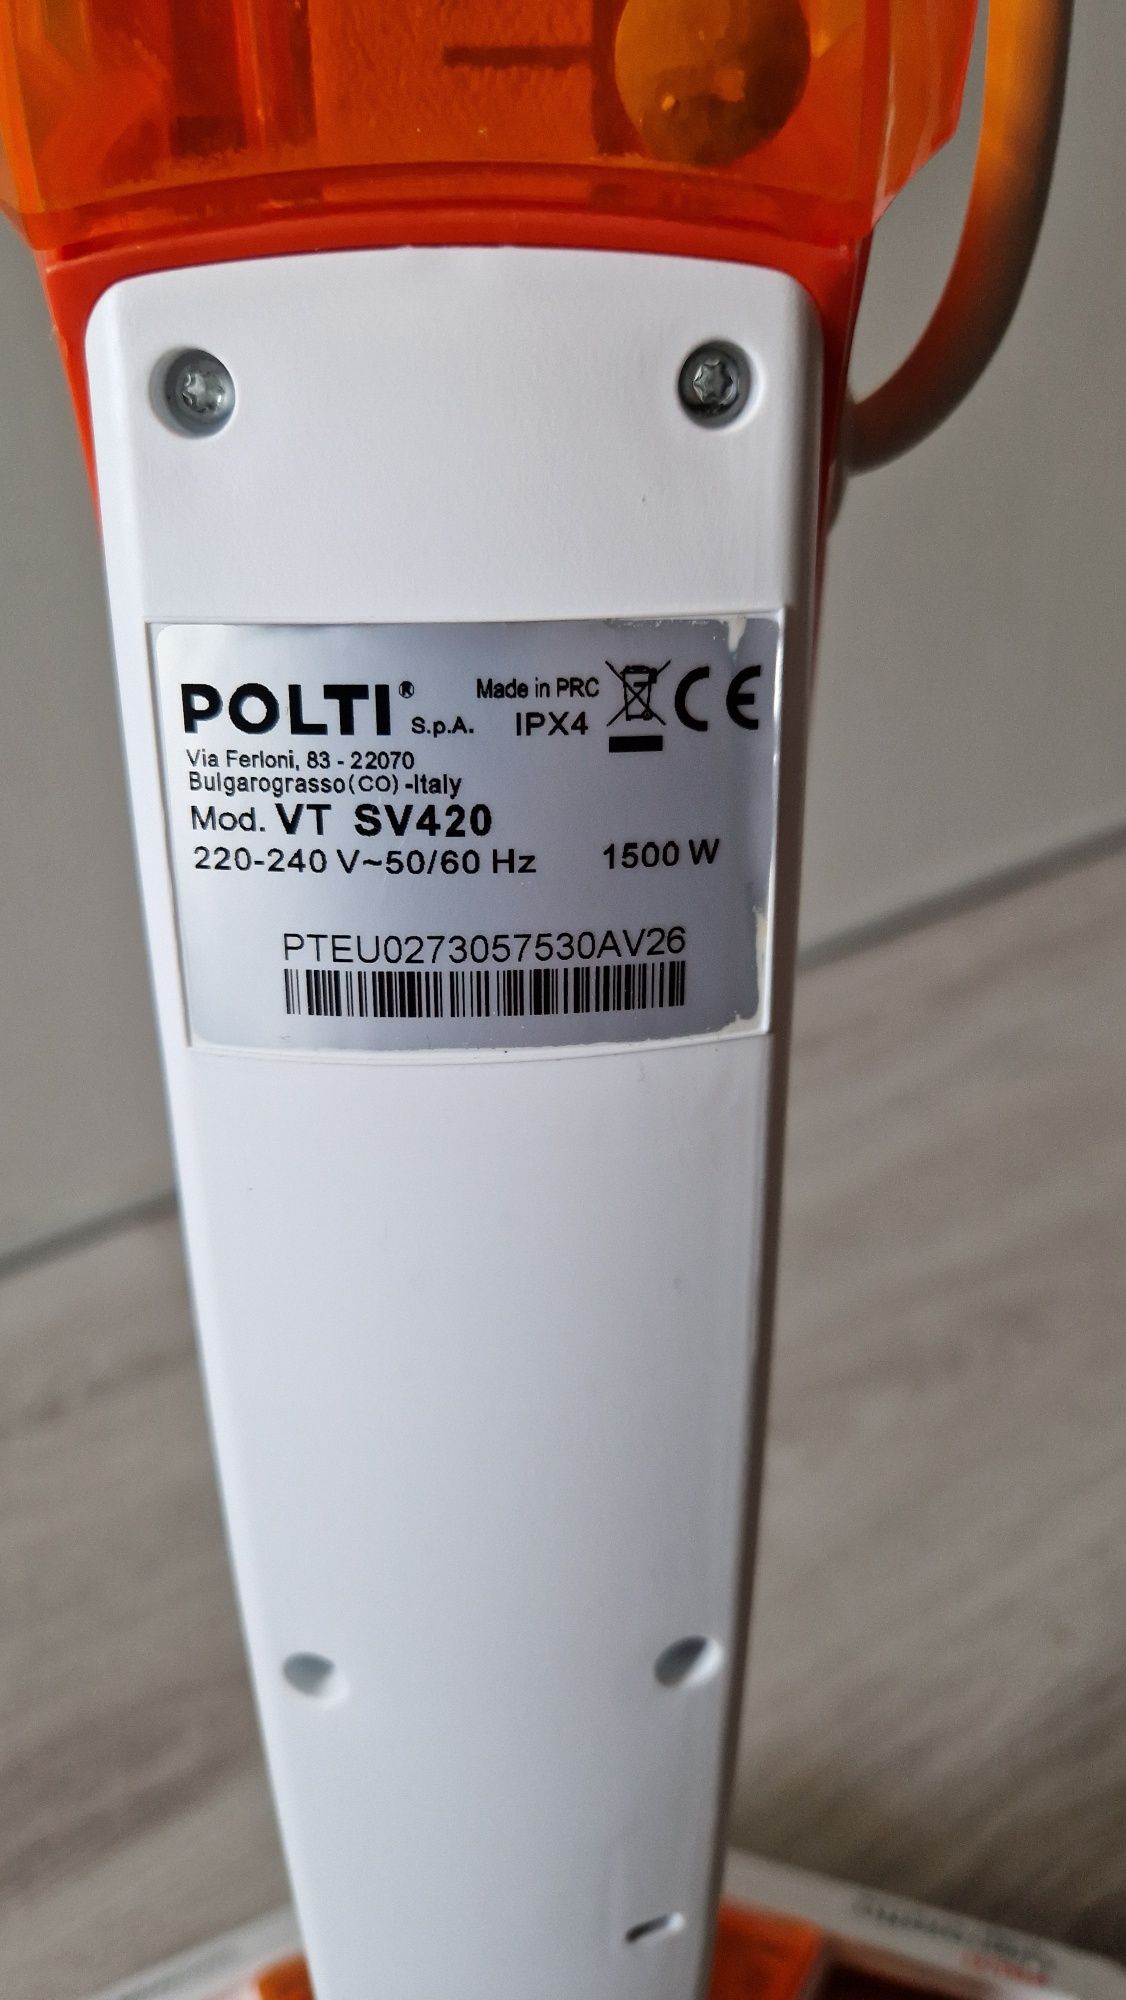 POLTI® S.p.A. Made in PRC IPX4 CE
Via Ferloni, 83 - 22070
Bulgarograsso(CO)-Italy
Mod. VT SV420
220-240 V~50/60 Hz 1500 W
PTEU0273057530AV26